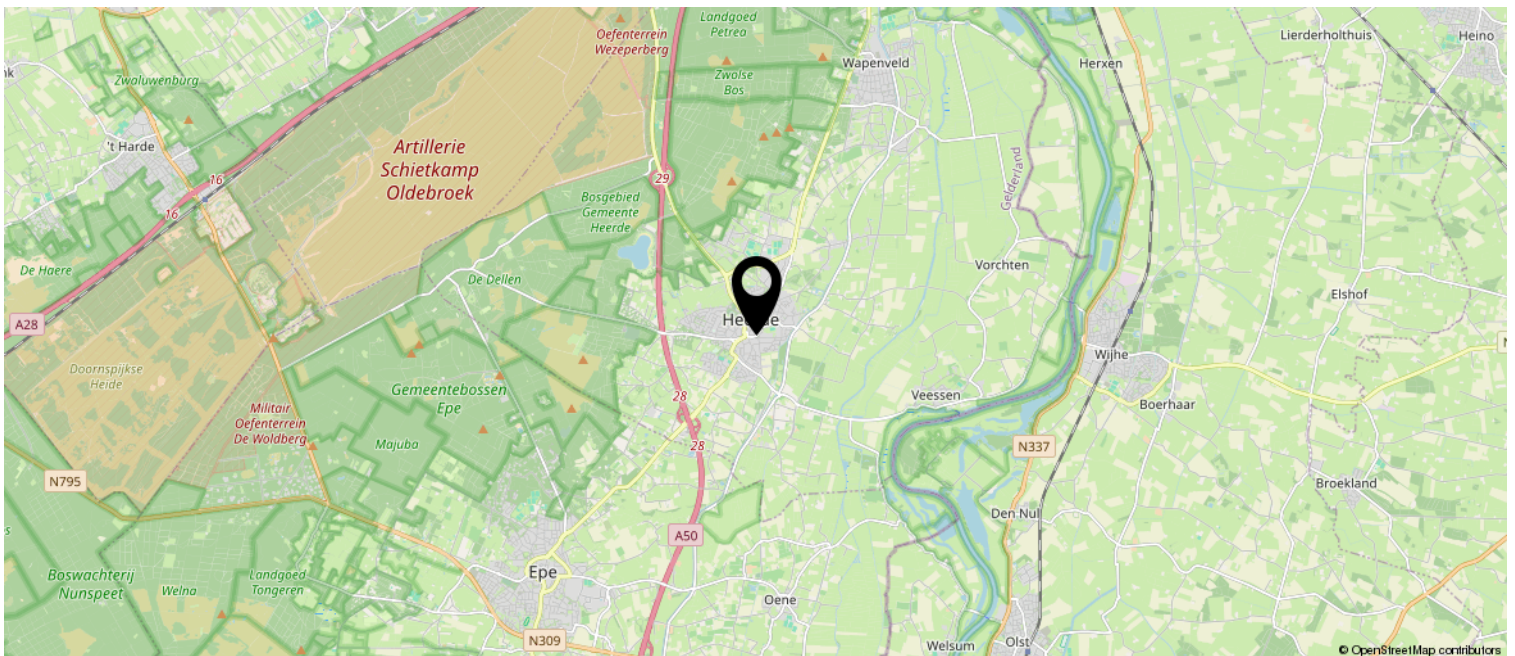 Landgoed
Petrea
Lierderholthuis
Heino
Oefenterrein
Wezeperberg
Wapenveld
Herxen
Zwaluwenburg
Zwolse
Bos
't Harde
Artillerie
Schietkamp
Oldebroek
16
16
29
Gelderland
Bosgebied
Gemeente
Heerde
De Haere
De Dellen
Vorchten
Elshof
A28
Wijhe
Doornspijkse
Heide
Gemeentebossen
Epe
28
Veessen
Boerhaar
Militair
Oefenterrein
De Woldberg
Majuba
28
N337
N795
Broekland
Den Nul
A50
Boswachterij
Nunspeet
Welna
Landgoed
Tongeren
Epe
Oene
N309
Welsum
Olst
© OpenStreetMap contributors